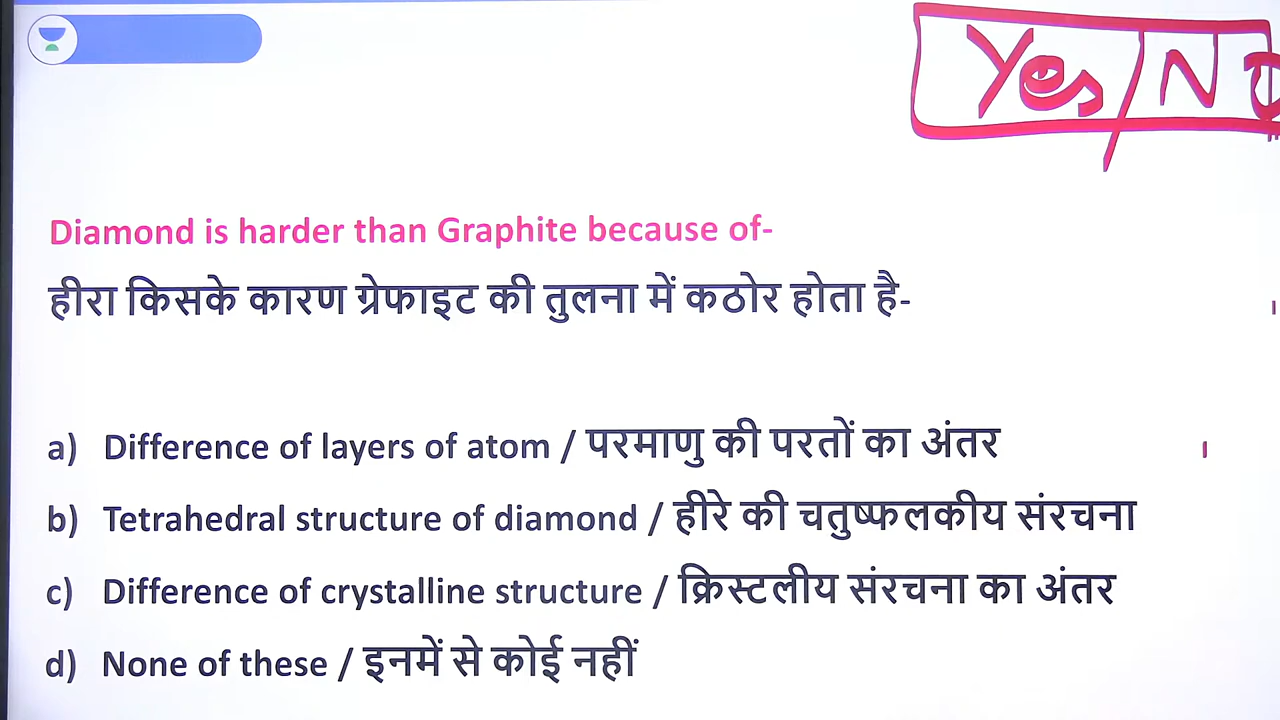 Yes/No
Diamond is harder than Graphite because of-
हीरा किसके कारण ग्रेफाइट की तुलना में कठोर होता है-
a) Difference of layers of atom / परमाणु की परतों का अंतर
b) Tetrahedral structure of diamond / हीरे की चतुष्फलकीय संरचना
c) Difference of crystalline structure / क्रिस्टलीय संरचना का अंतर
d) None of these / इनमें से कोई नहीं